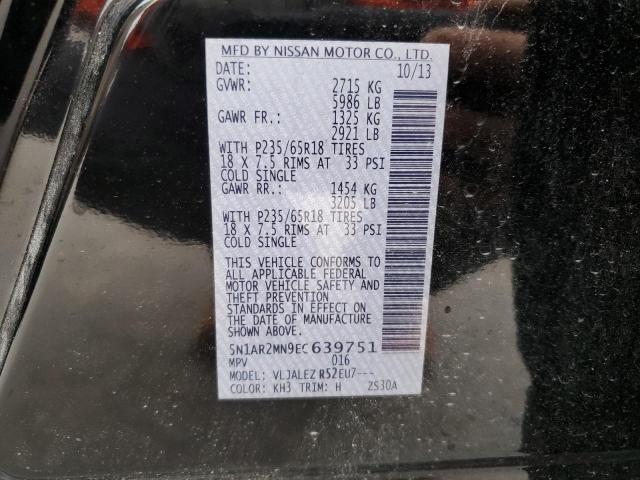 MFD BY NISSAN MOTOR CO., LTD.
DATE: 10/13
GVWR: 2715 KG
5986 LB
GAWR FR.: 1325 KG
2921 LB
WITH P235/65R18 TIRES
18 X 7.5 RIMS AT 33 PSI
COLD SINGLE
GAWR RR.: 1454 KG
3205 LB
WITH P235/65R18 TIRES
18 X 7.5 RIMS AT 33 PSI
COLD SINGLE
THIS VEHICLE CONFORMS TO
ALL APPLICABLE FEDERAL
MOTOR VEHICLE SAFETY AND
THEFT PREVENTION
STANDARDS IN EFFECT ON
THE DATE OF MANUFACTURE
SHOWN ABOVE.
5N1AR2MN9EC639751
MPV 016
MODEL: VLJALEZ RS2EU7---
COLOR: KH3 TRIM: H ZS30A